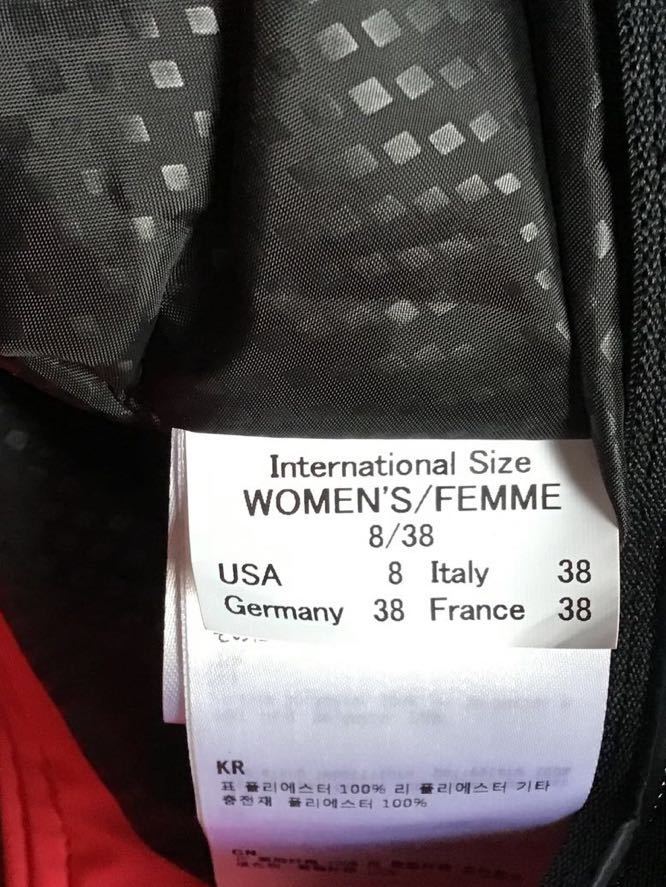 International Size
WOMEN'S/FEMME
8/38
USA 8 Italy 38
Germany 38 France 38
KR
표 폴리에스터 100% 리 폴리에스터 기타
충전재 폴리에스터 100%
CN